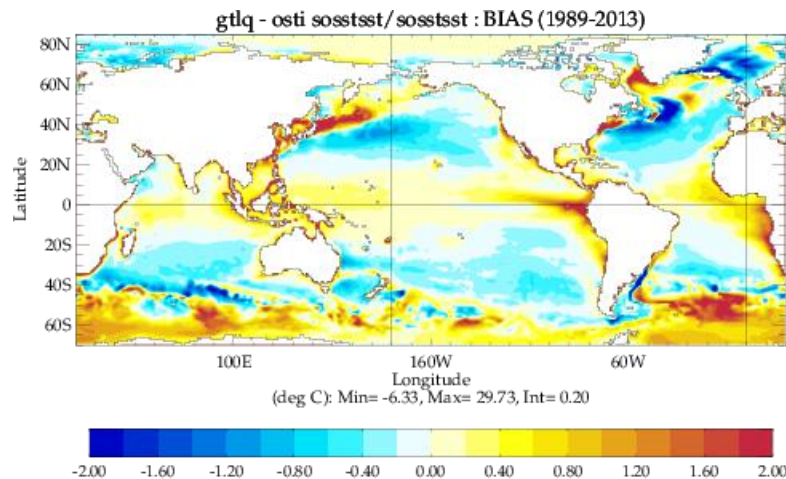 gtlq - osti sosstsst/sosstsst : BIAS (1989-2013)
80N
60N
40N
20N
0
20S
40S
60S
Latitude
100E
160W
60W
Longitude
(deg C): Min= -6.33, Max= 29.73, Int= 0.20
-2.00
-1.60
-1.20
-0.80
-0.40
0.00
0.40
0.80
1.20
1.60
2.00